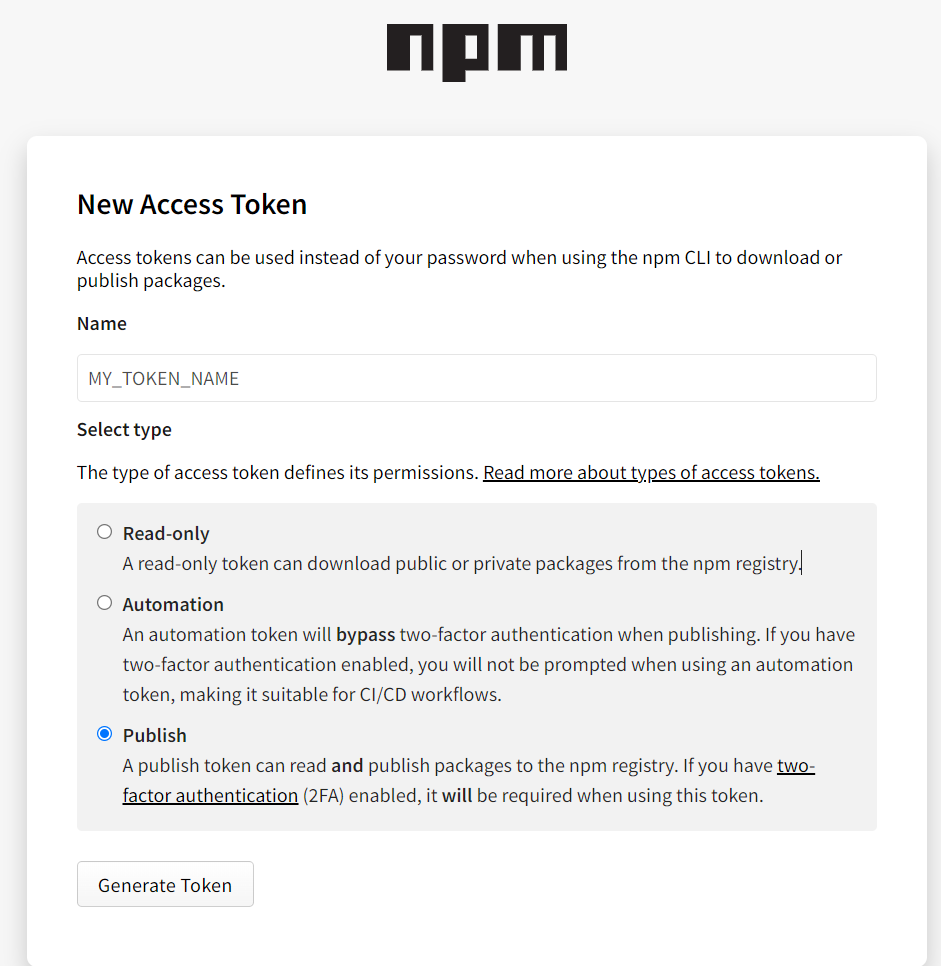 npm
New Access Token
Access tokens can be used instead of your password when using the npm CLI to download or
publish packages.
Name
MY_TOKEN_NAME
Select type
The type of access token defines its permissions. Read more about types of access tokens.
Read-only
A read-only token can download public or private packages from the npm registry.
Automation
An automation token will bypass two-factor authentication when publishing. If you have
two-factor authentication enabled, you will not be prompted when using an automation
token, making it suitable for CI/CD workflows.
Publish
A publish token can read and publish packages to the npm registry. If you have two-
factor authentication (2FA) enabled, it will be required when using this token.
Generate Token